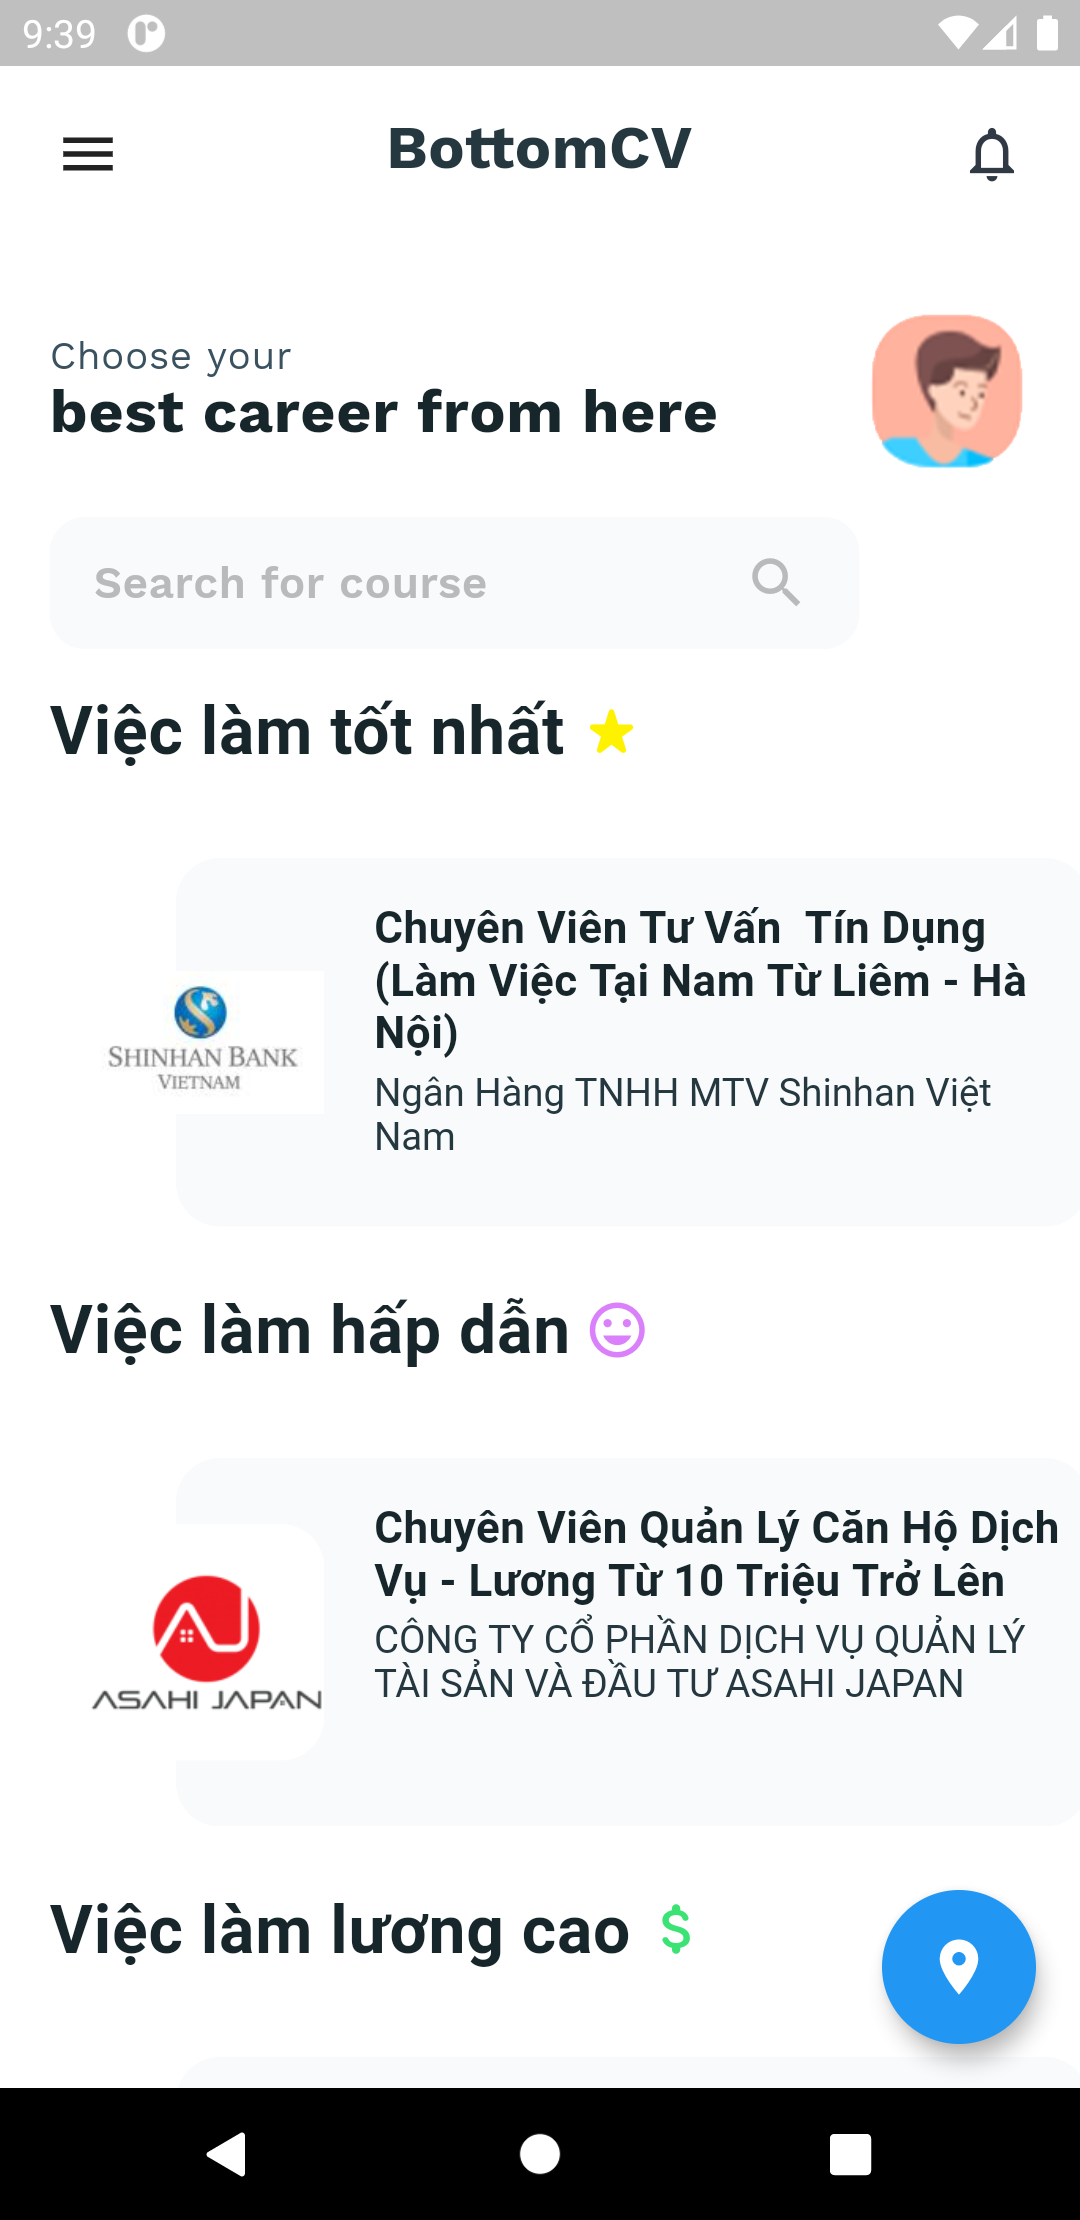 9:39
BottomCV
Choose your
best career from here
Search for course
Việc làm tốt nhất
Chuyên Viên Tư Vấn  Tín Dụng
(Làm Việc Tại Nam Từ Liêm - Hà
Nội)
SHINHAN BANK
VIETNAM
Ngân Hàng TNHH MTV Shinhan Việt
Nam
Việc làm hấp dẫn
Chuyên Viên Quản Lý Căn Hộ Dịch
Vụ - Lương Từ 10 Triệu Trở Lên
ASAHI JAPAN
CÔNG TY CỔ PHẦN DỊCH VỤ QUẢN LÝ
TÀI SẢN VÀ ĐẦU TƯ ASAHI JAPAN
Việc làm lương cao